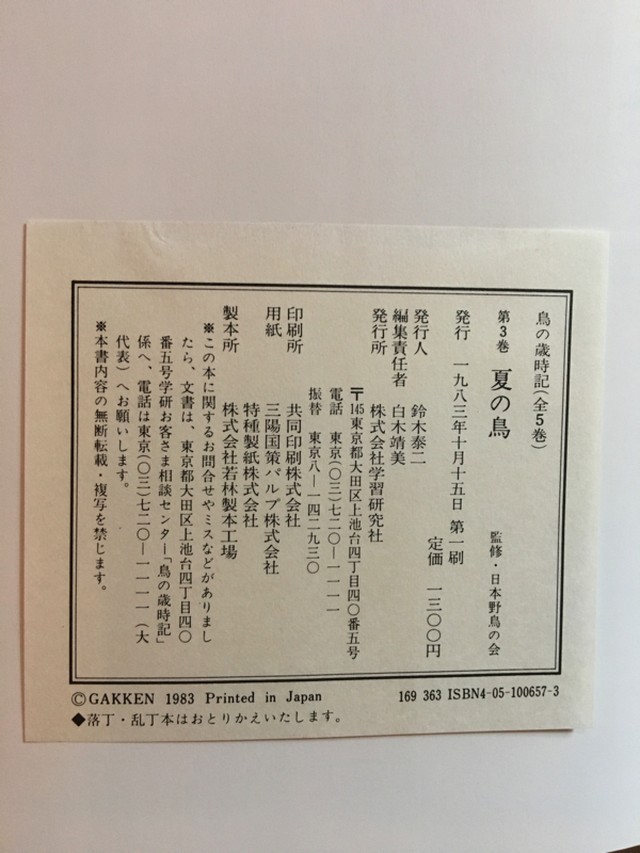 鳥の歳時記(全5巻)
第3巻 夏の鳥 監修・日本野鳥の会
発行 一九八三年十月十五日 第一刷
定価 一三〇〇円
発行人 鈴木泰二
編集責任者 白木靖美
発行所 株式会社学習研究社
〒145東京都大田区上池台四丁目四〇番五号
電話 東京(〇三)七二〇―一一一一
振替 東京八―一四二九三〇
印刷所 共同印刷株式会社
用紙 三陽国策パルプ株式会社
特種製紙株式会社
製本所 株式会社若林製本工場
※この本に関するお問合せやミスなどがありまし
たら、文書は、東京都大田区上池台四丁目四〇
番五号学研お客さま相談センター「鳥の歳時記」
係へ、電話は東京(〇三)七二〇―一一一一(大
代表)へお願いします。
※本書内容の無断転載・複写を禁じます。
©GAKKEN 1983 Printed in Japan 169 363 ISBN4-05-100657-3
◆落丁・乱丁本はおとりかえいたします。